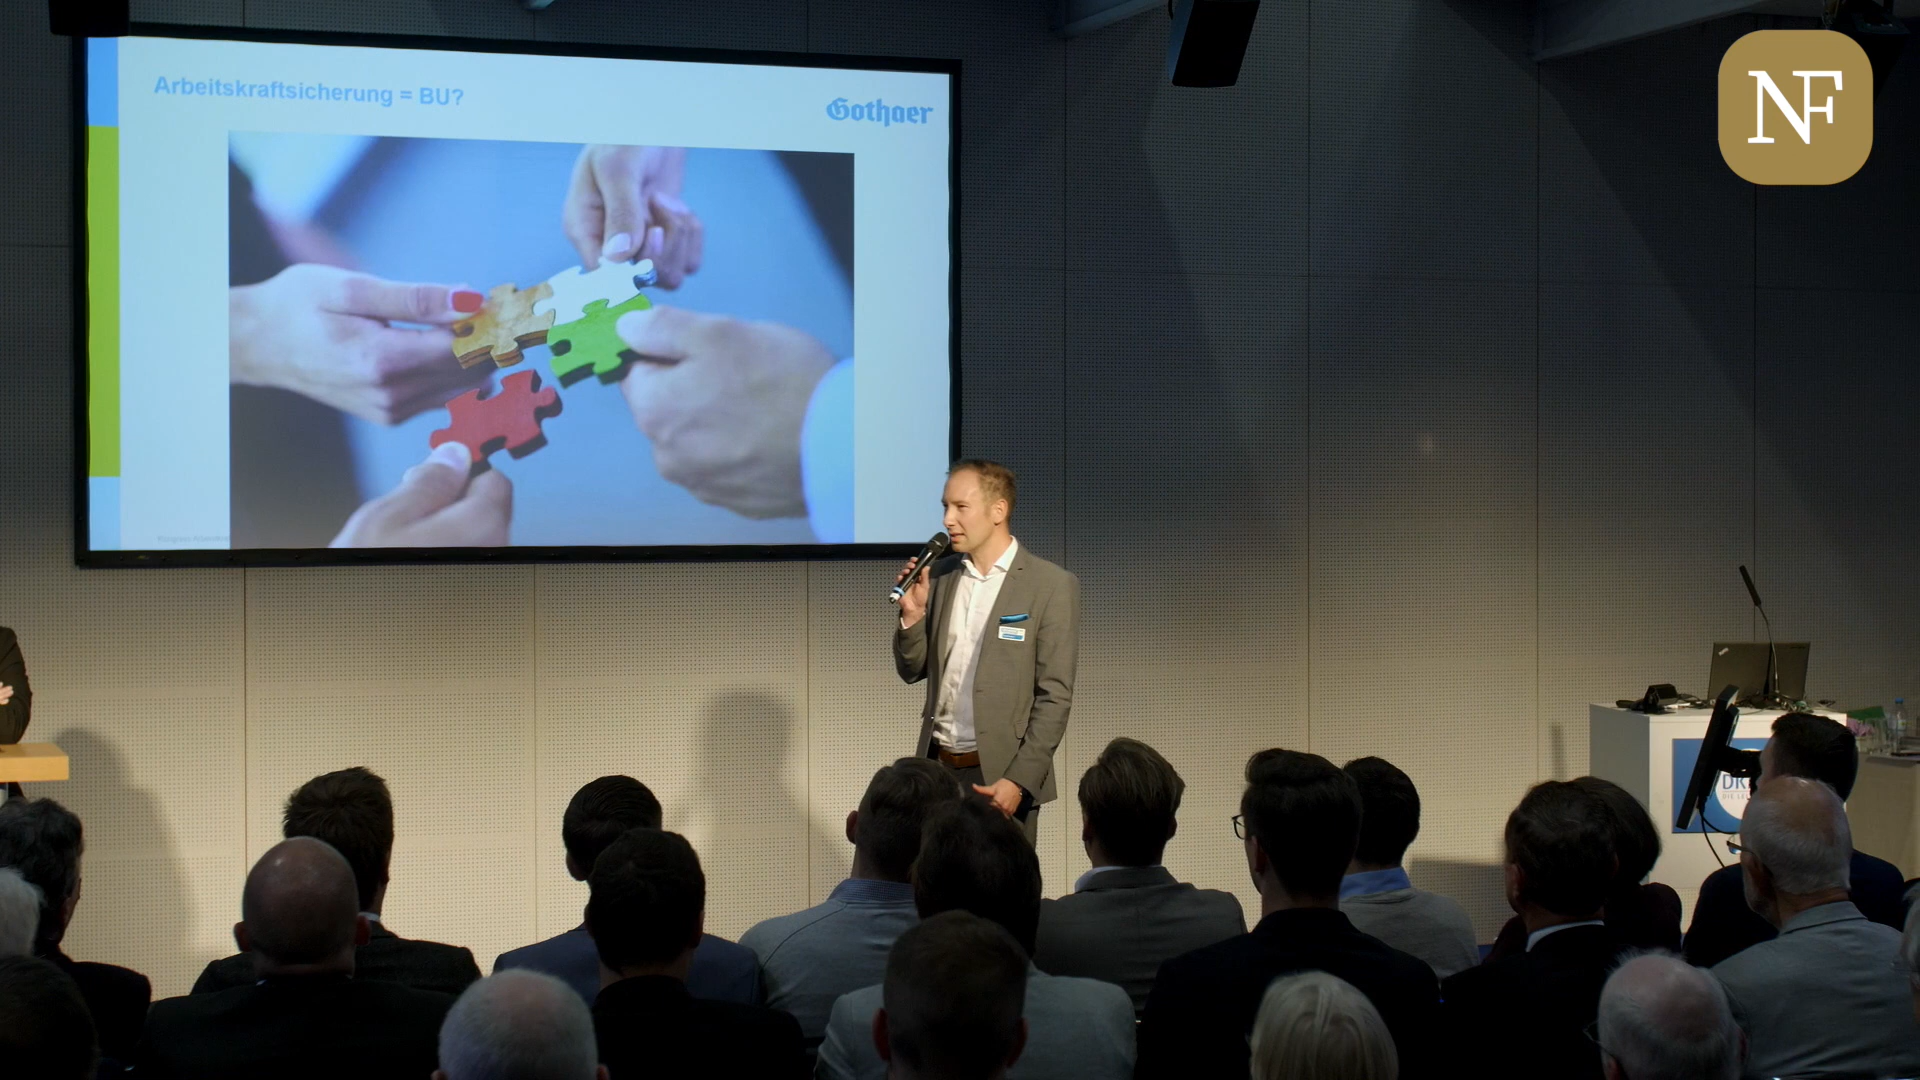 Arbeitskraftsicherung = BU?
Gothaer
NF